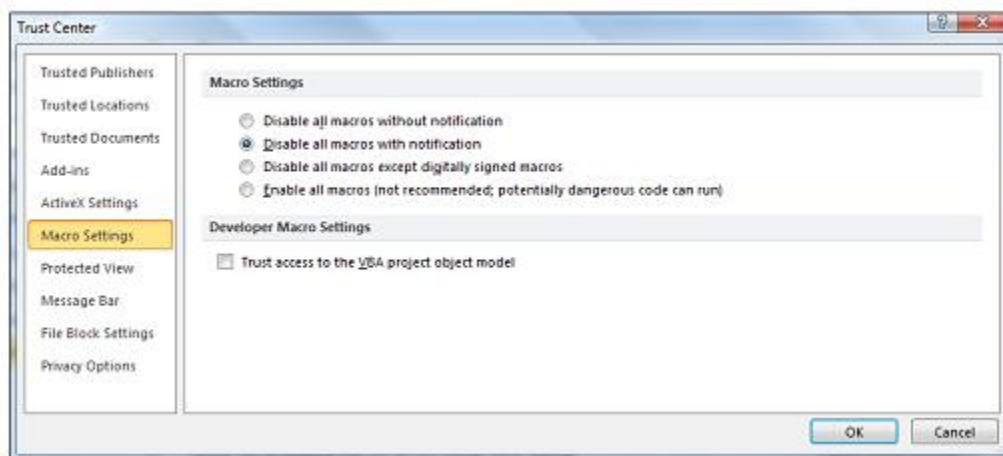 Trust Center
Trusted Publishers
Trusted Locations
Trusted Documents
Add-ins
ActiveX Settings
Macro Settings
Protected View
Message Bar
File Block Settings
Privacy Options
Macro Settings
Disable all macros without notification
Disable all macros with notification
Disable all macros except digitally signed macros
Enable all macros (not recommended; potentially dangerous code can run)
Developer Macro Settings
Trust access to the VBA project object model
OK
Cancel